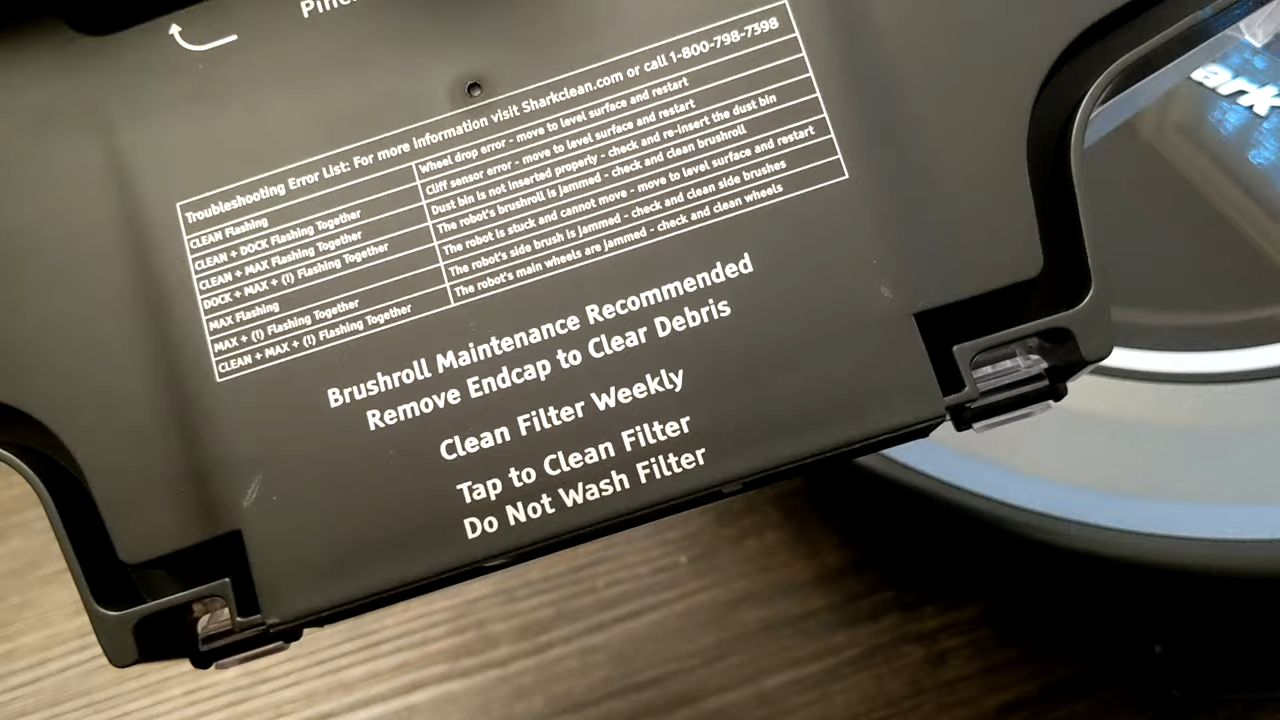 Troubleshooting Error List: For more information visit Sharkclean.com or call 1-800-798-7398
CLEAN Flashing Wheel drop error - move to level surface and restart
CLEAN + DOCK Flashing Together Cliff sensor error - move to level surface and restart
CLEAN + MAX Flashing Together Dust bin is not inserted properly - check and re-insert the dust bin
DOCK + MAX + (!) Flashing Together The robot's brushroll is jammed - check and clean brushroll
MAX Flashing The robot is stuck and cannot move - move to level surface and restart
MAX + (!) Flashing Together The robot's side brush is jammed - check and clean side brushes
CLEAN + MAX + (!) Flashing Together The robot's main wheels are jammed - check and clean wheels
Brushroll Maintenance Recommended
Remove Endcap to Clear Debris
Clean Filter Weekly
Tap to Clean Filter
Do Not Wash Filter